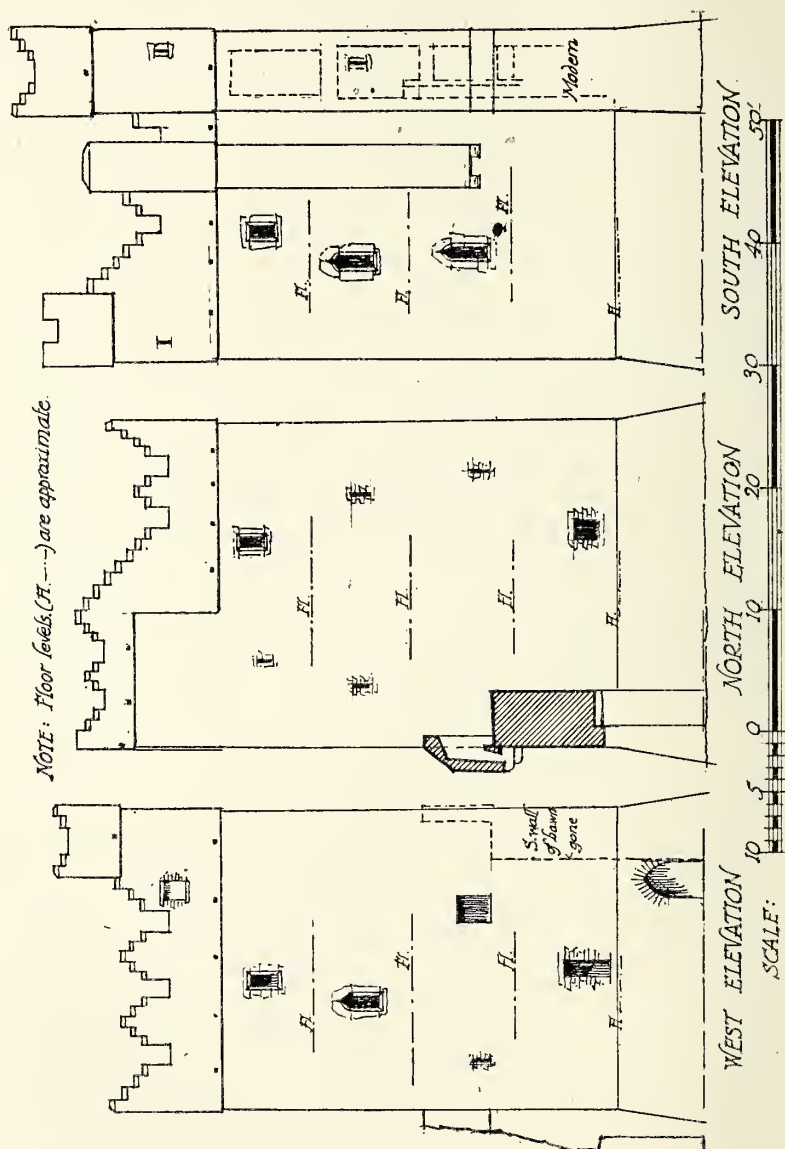 NOTE: Floor levels.(Fl.—·—) are approximate.
Fl.
Fl.
Fl.
Fl.
S. wall
of bawn
gone
WEST ELEVATION
Fl.
Fl.
Fl.
Fl.
NORTH ELEVATION
Fl.
Fl.
Fl.
Fl.
Modern
SOUTH ELEVATION
SCALE:
10 5 0 10 20 30 40 50'